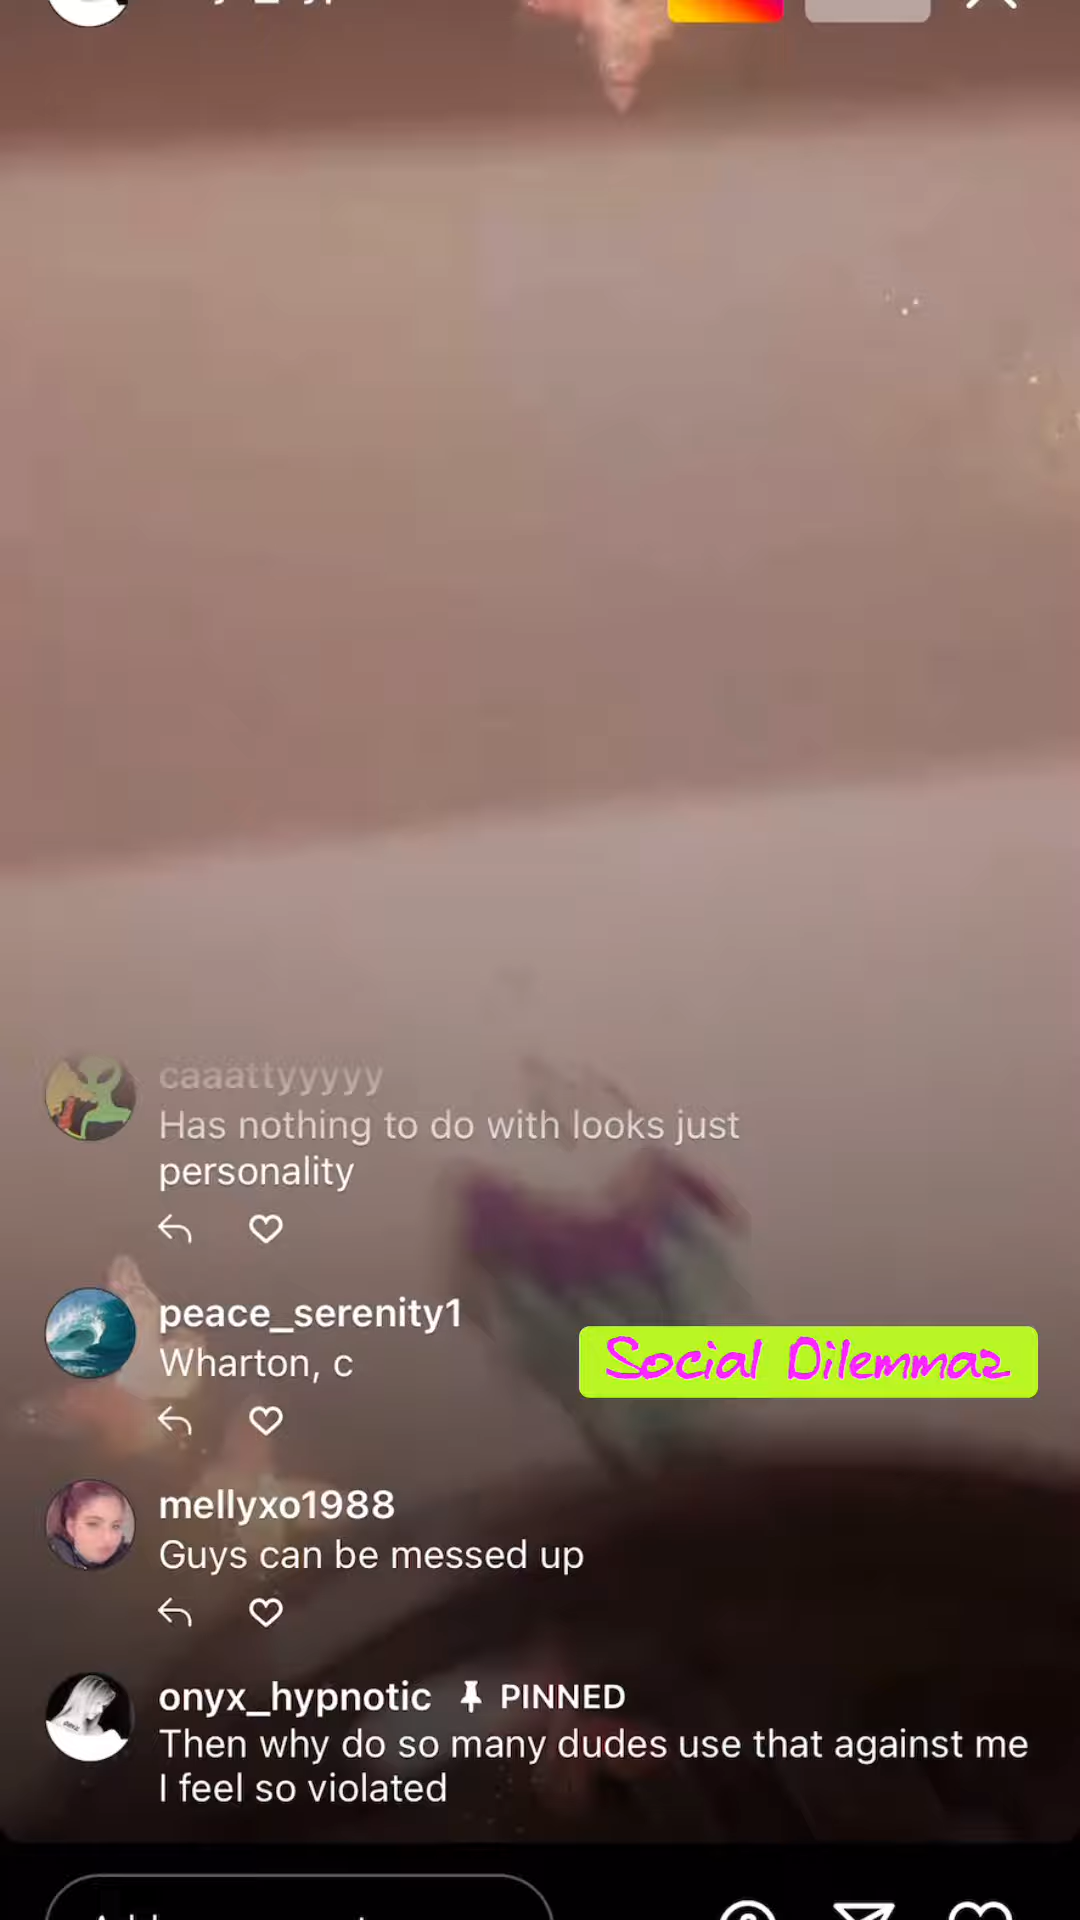 caaattyyyyy
Has nothing to do with looks just
personality
peace_serenity1
Wharton, c
Social Dilemmaz
mellyxo1988
Guys can be messed up
onyx_hypnotic PINNED
Then why do so many dudes use that against me
I feel so violated